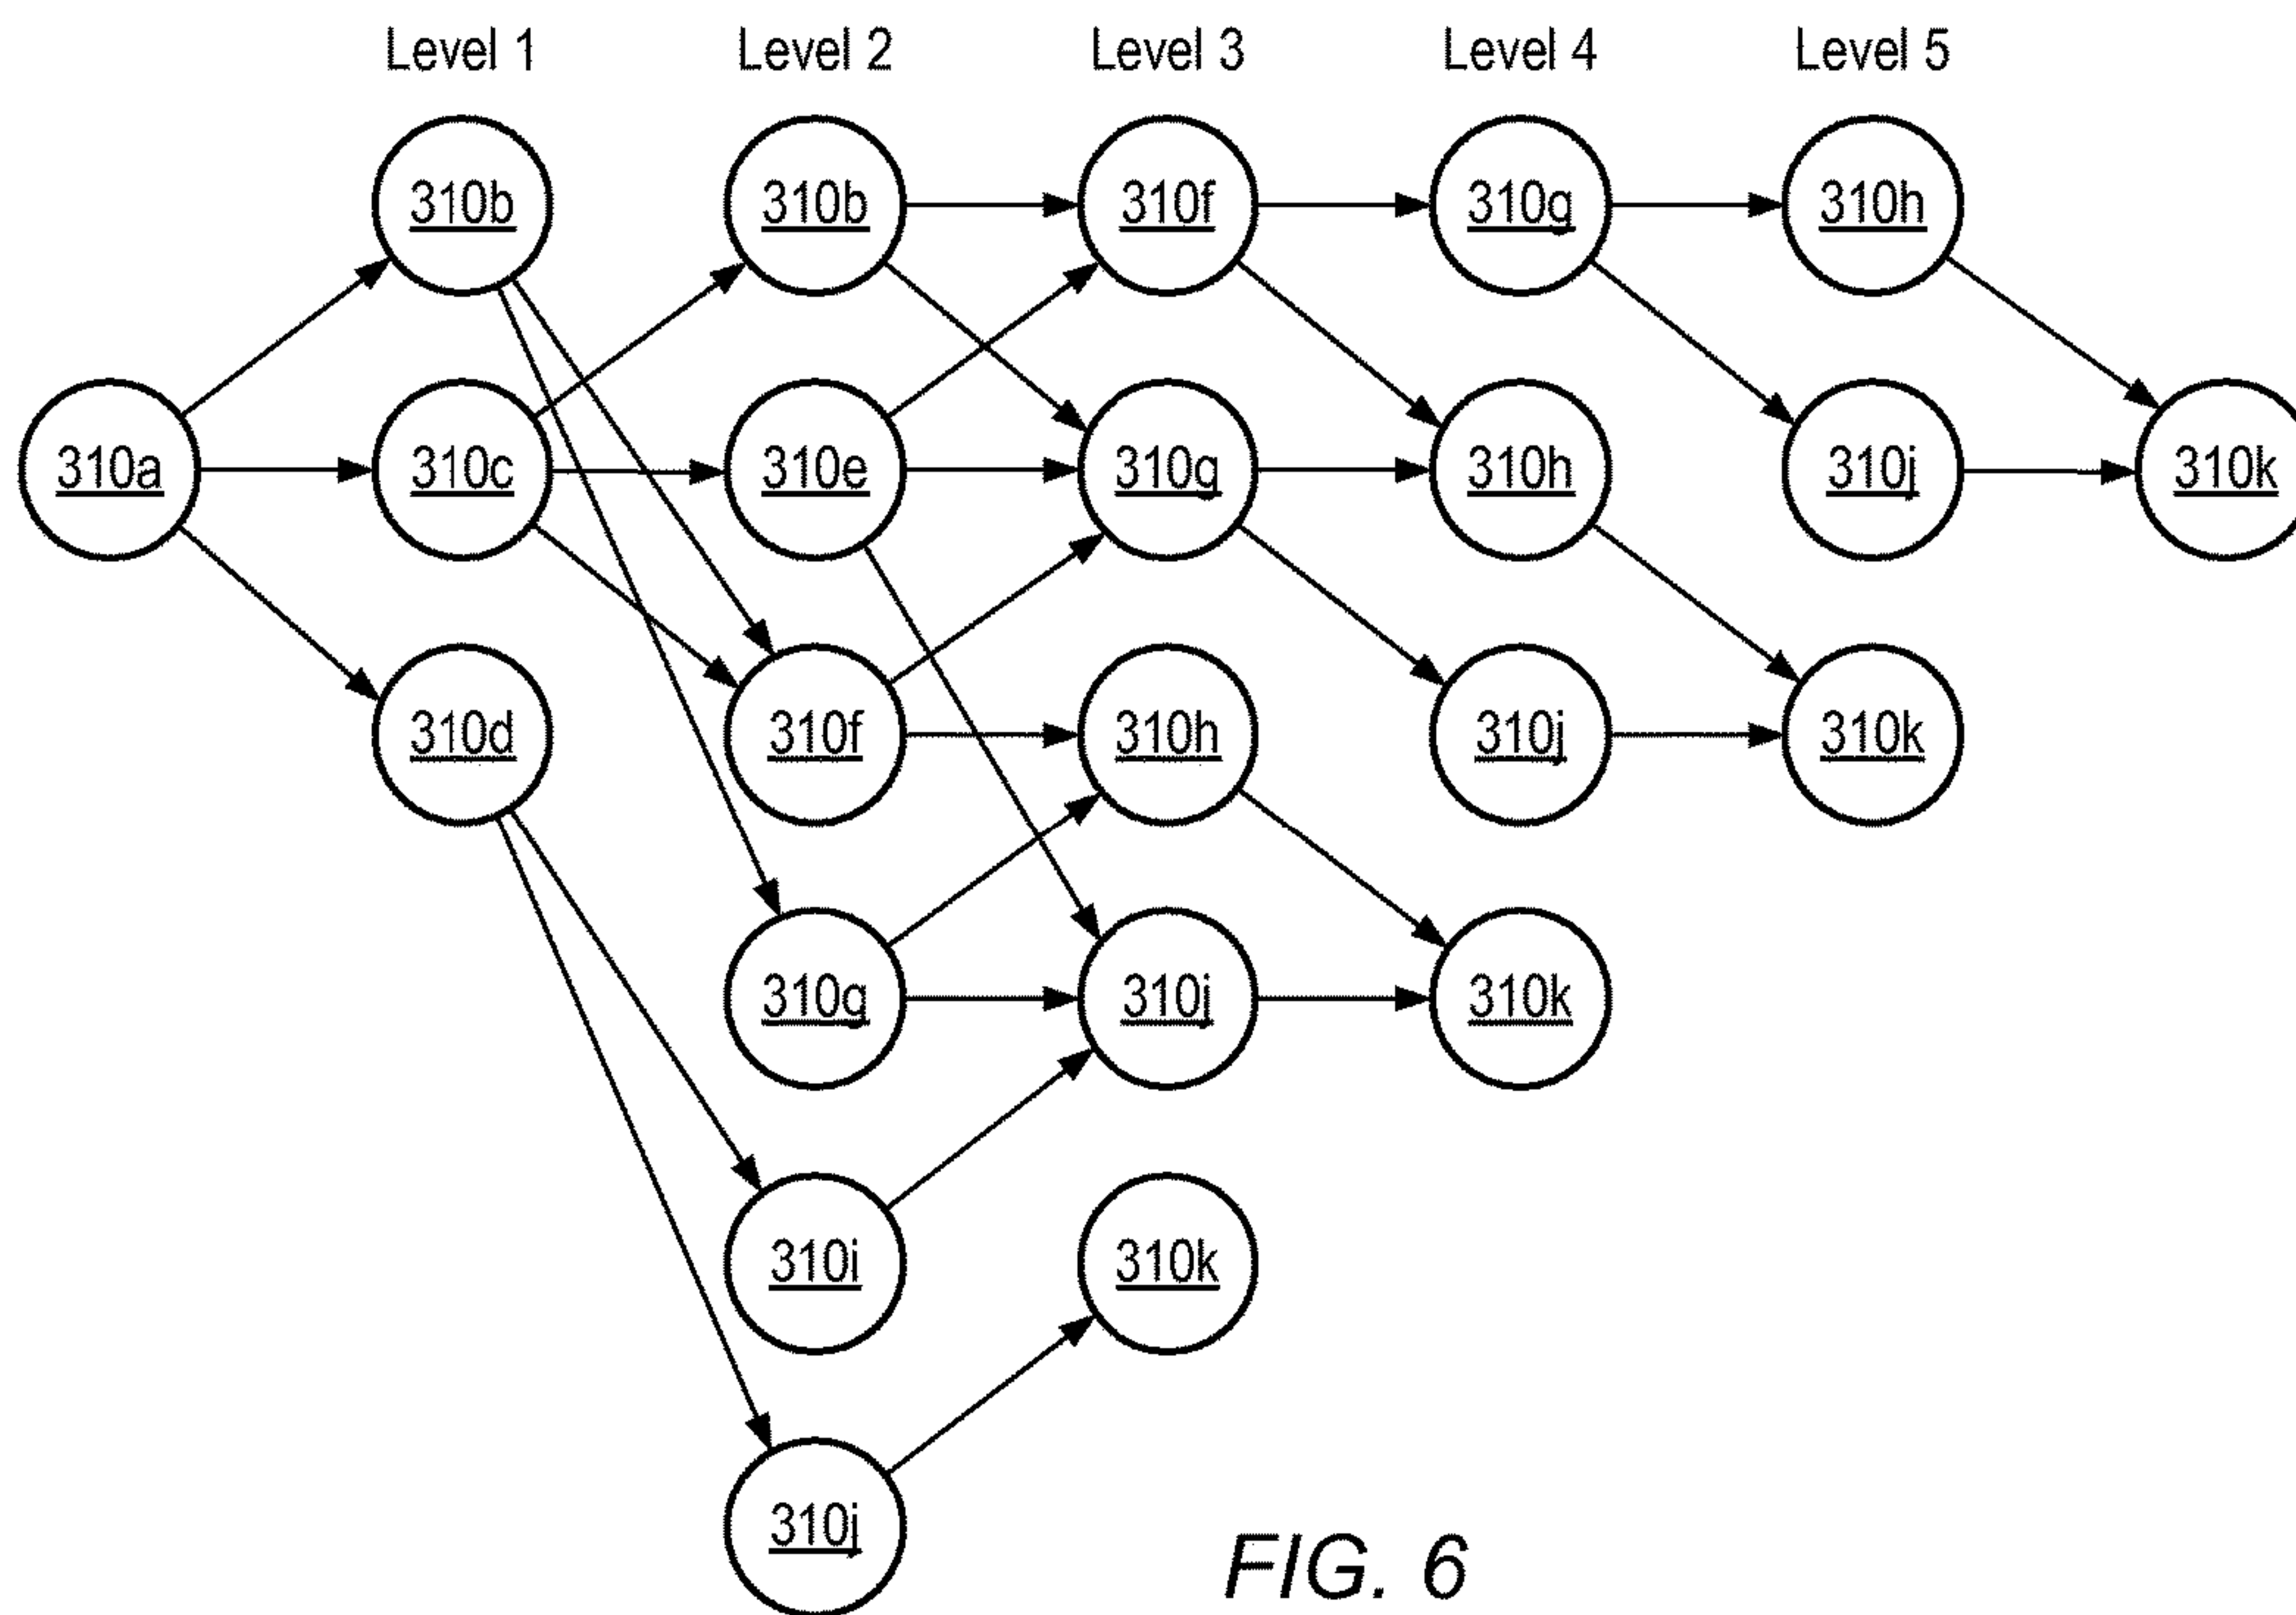 Level 1 Level 2 Level 3 Level 4 Level 5
310b 310b 310f 310g 310h
310a 310c 310e 310g 310h 310j 310k
310d 310f 310h 310j 310k
310g 310j 310k
310i 310k
310j
FIG. 6